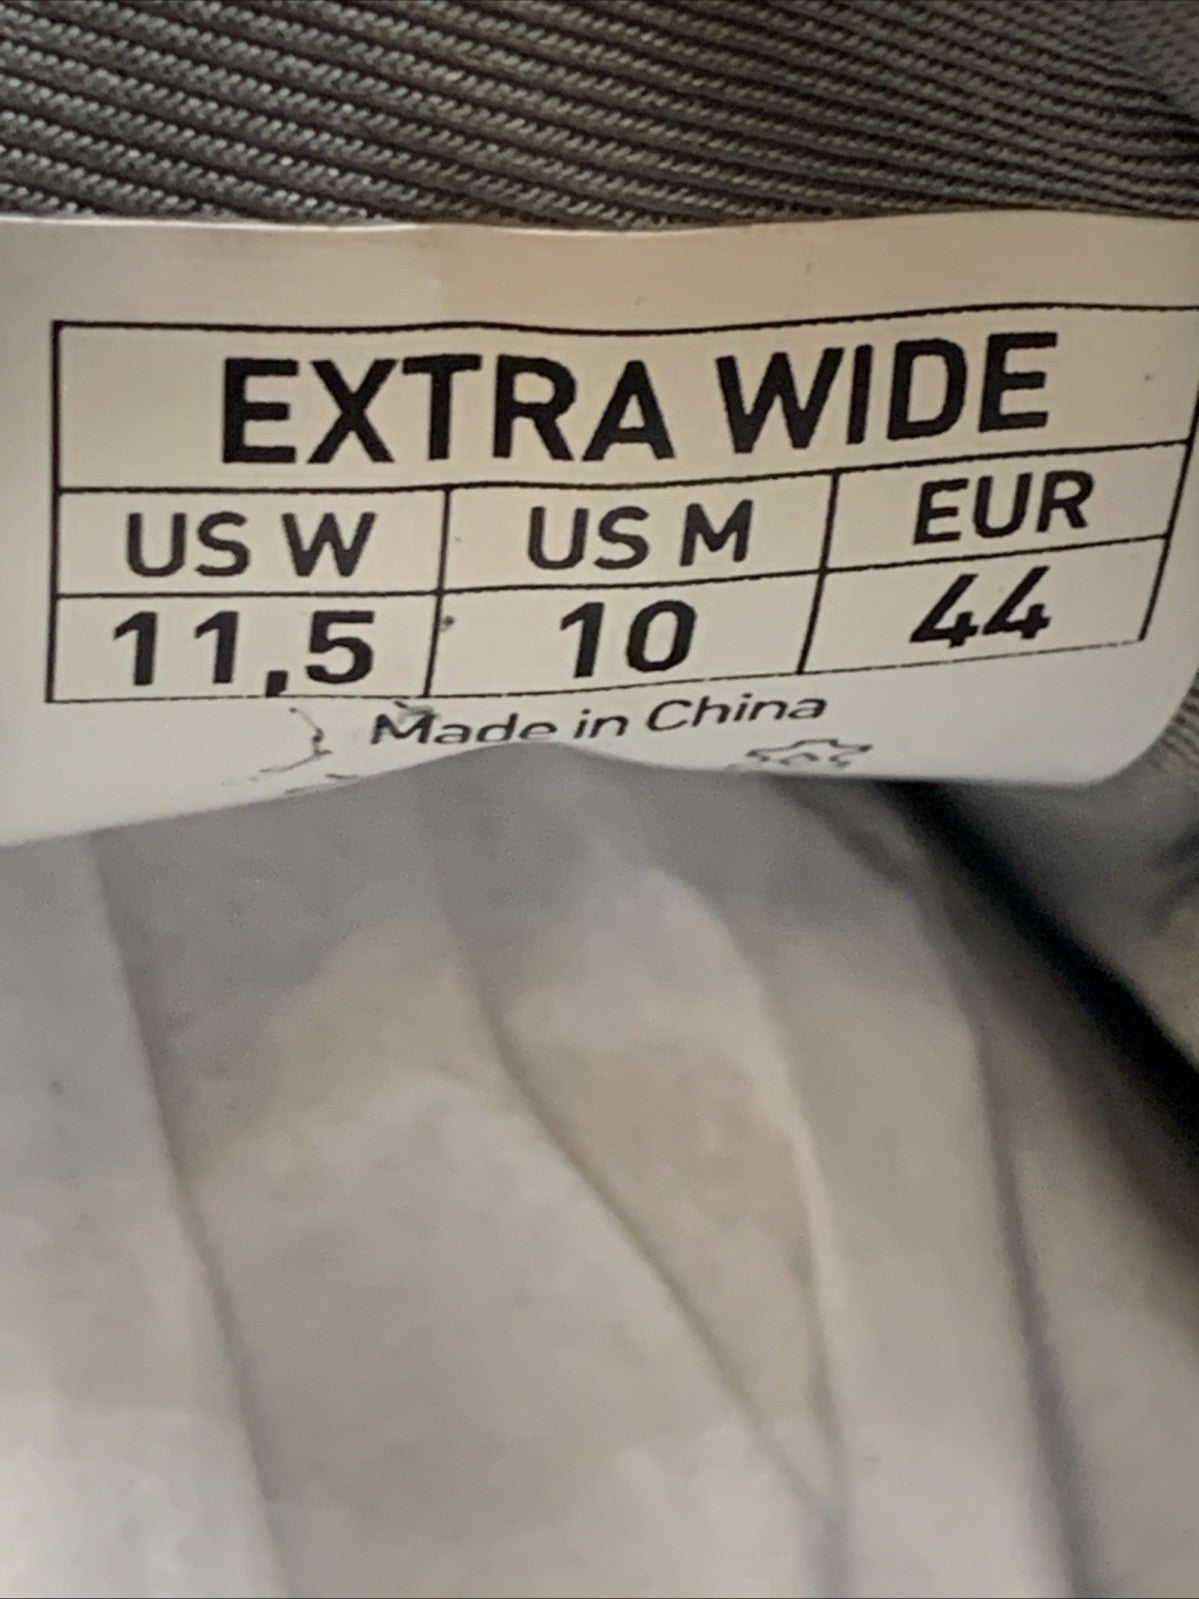 EXTRA WIDE
US W US M EUR
11,5 10 44
Made in China